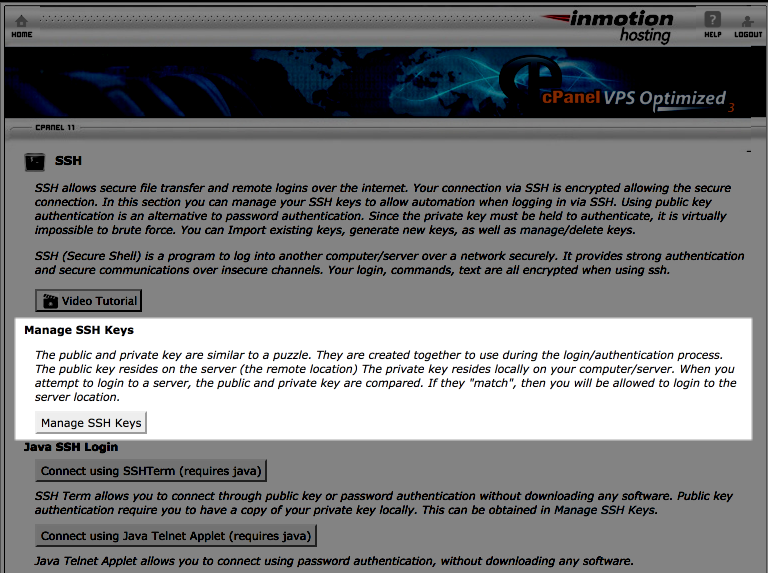 HOME
inmotion
hosting
HELP
LOGOUT
cPanel VPS Optimized 3
CPANEL 11
SSH
SSH allows secure file transfer and remote logins over the internet. Your connection via SSH is encrypted allowing the secure
connection. In this section you can manage your SSH keys to allow automation when logging in via SSH. Using public key
authentication is an alternative to password authentication. Since the private key must be held to authenticate, it is virtually
impossible to brute force. You can Import existing keys, generate new keys, as well as manage/delete keys.
SSH (Secure Shell) is a program to log into another computer/server over a network securely. It provides strong authentication
and secure communications over insecure channels. Your login, commands, text are all encrypted when using ssh.
Video Tutorial
Manage SSH Keys
The public and private key are similar to a puzzle. They are created together to use during the login/authentication process.
The public key resides on the server (the remote location) The private key resides locally on your computer/server. When you
attempt to login to a server, the public and private key are compared. If they "match", then you will be allowed to login to the
server location.
Manage SSH Keys
Java SSH Login
Connect using SSHTerm (requires java)
SSH Term allows you to connect through public key or password authentication without downloading any software. Public key
authentication require you to have a copy of your private key locally. This can be obtained in Manage SSH Keys.
Connect using Java Telnet Applet (requires java)
Java Telnet Applet allows you to connect using password authentication, without downloading any software.